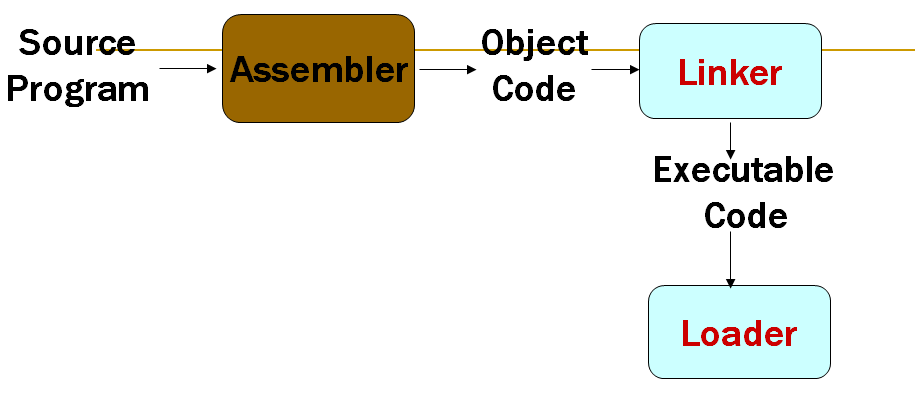 Source
Program
Assembler
Object
Code
Linker
Executable
Code
Loader